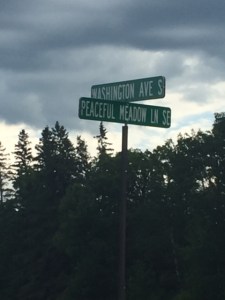 WASHINGTON AVE S
PEACEFUL MEADOW LN SE